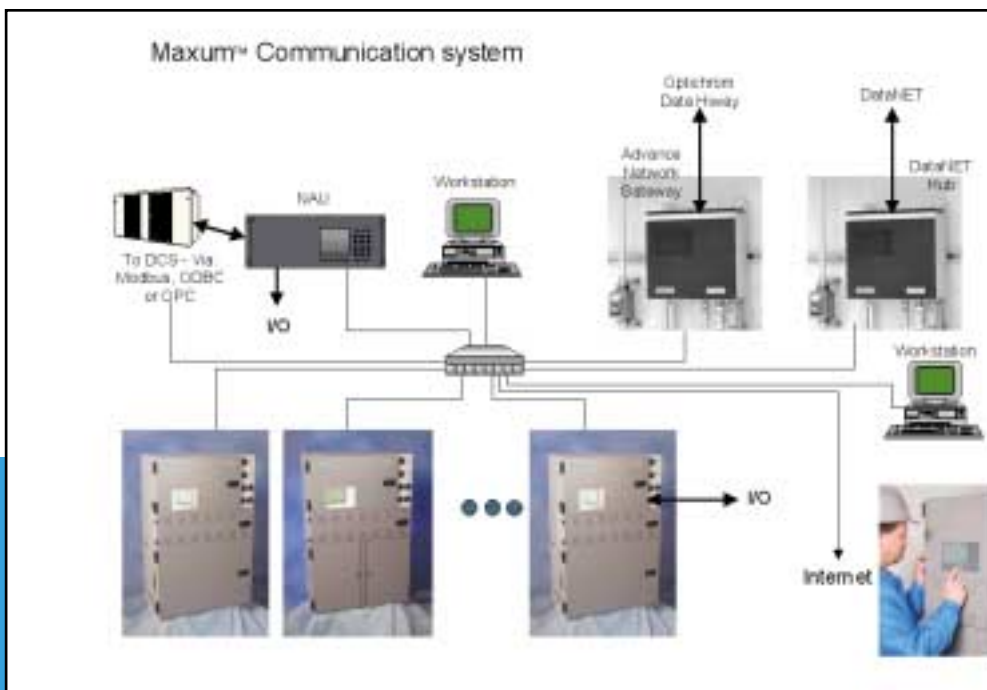 Maxum™ Communication system
Optichrom
Data Hiway
DataNET
Advance
Network
Gateway
DataNET
Hub
Workstation
NAU
To DCS – Via
Modbus, ODBC
or OPC
I/O
Workstation
I/O
Internet